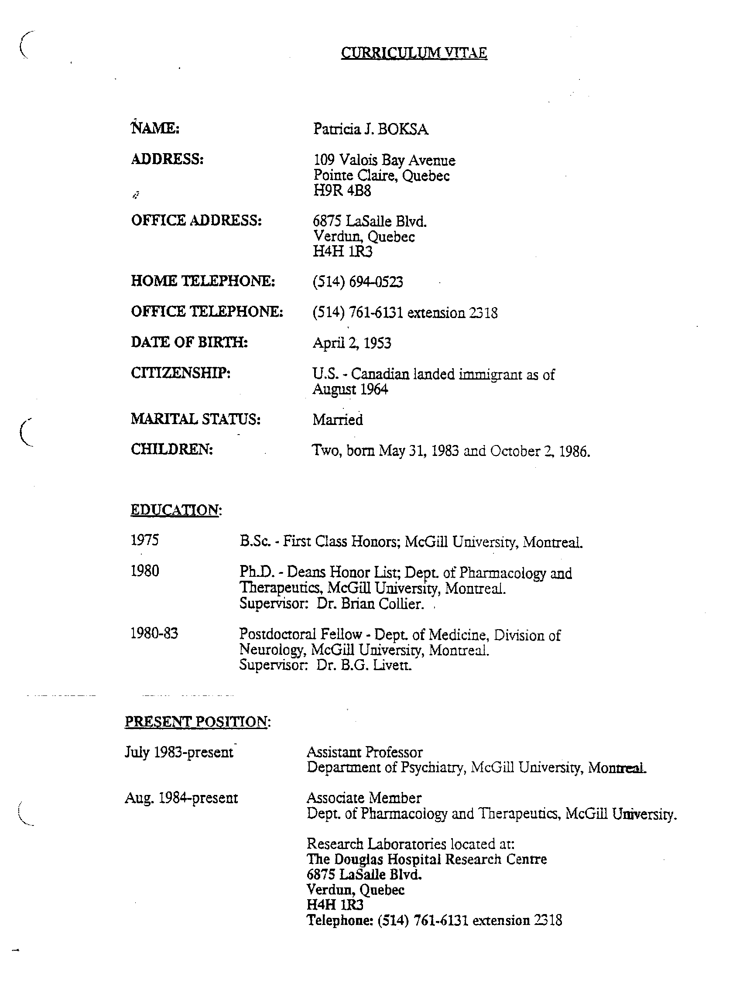 CURRICULUM VITAE
NAME: Patricia J. BOKSA
ADDRESS: 109 Valois Bay Avenue
Pointe Claire, Quebec
H9R 4B8
OFFICE ADDRESS: 6875 LaSalle Blvd.
Verdun, Quebec
H4H 1R3
HOME TELEPHONE: (514) 694-0523
OFFICE TELEPHONE: (514) 761-6131 extension 2318
DATE OF BIRTH: April 2, 1953
CITIZENSHIP: U.S. - Canadian landed immigrant as of
August 1964
MARITAL STATUS: Married
CHILDREN: Two, born May 31, 1983 and October 2, 1986.
EDUCATION:
1975 B.Sc. - First Class Honors; McGill University, Montreal.
1980 Ph.D. - Deans Honor List; Dept. of Pharmacology and
Therapeutics, McGill University, Montreal.
Supervisor: Dr. Brian Collier.
1980-83 Postdoctoral Fellow - Dept. of Medicine, Division of
Neurology, McGill University, Montreal.
Supervisor: Dr. B.G. Livett.
PRESENT POSITION:
July 1983-present Assistant Professor
Department of Psychiatry, McGill University, Montreal.
Aug. 1984-present Associate Member
Dept. of Pharmacology and Therapeutics, McGill University.
Research Laboratories located at:
The Douglas Hospital Research Centre
6875 LaSalle Blvd.
Verdun, Quebec
H4H 1R3
Telephone: (514) 761-6131 extension 2318